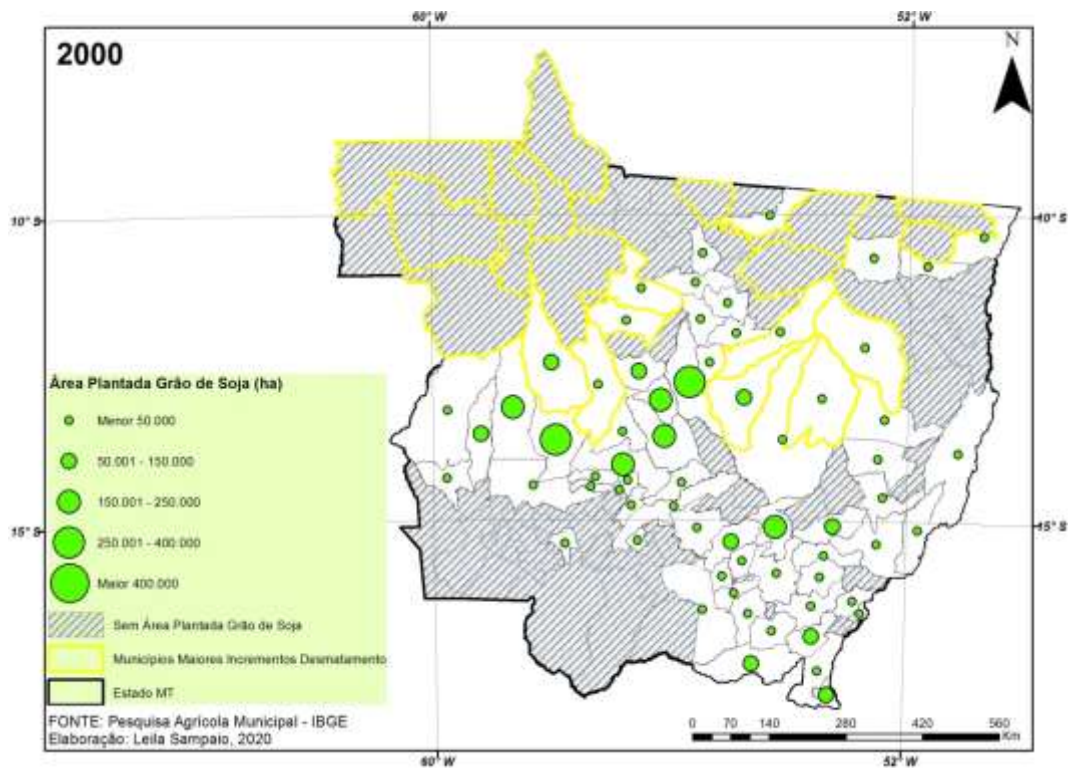 60° W
52° W
2000
N
10° S
10° S
Área Plantada Grão de Soja (ha)
Menor 50.000
50.001 - 150.000
150.001 - 250.000
250.001 - 400.000
Maior 400.000
Sem Área Plantada Grão de Soja
Municípios Maiores Incrementos Desmatamento
Estado MT
15° S
15° S
FONTE: Pesquisa Agrícola Municipal - IBGE
Elaboração: Leila Sampaio, 2020
0 70 140 280 420 560
Km
60° W
52° W